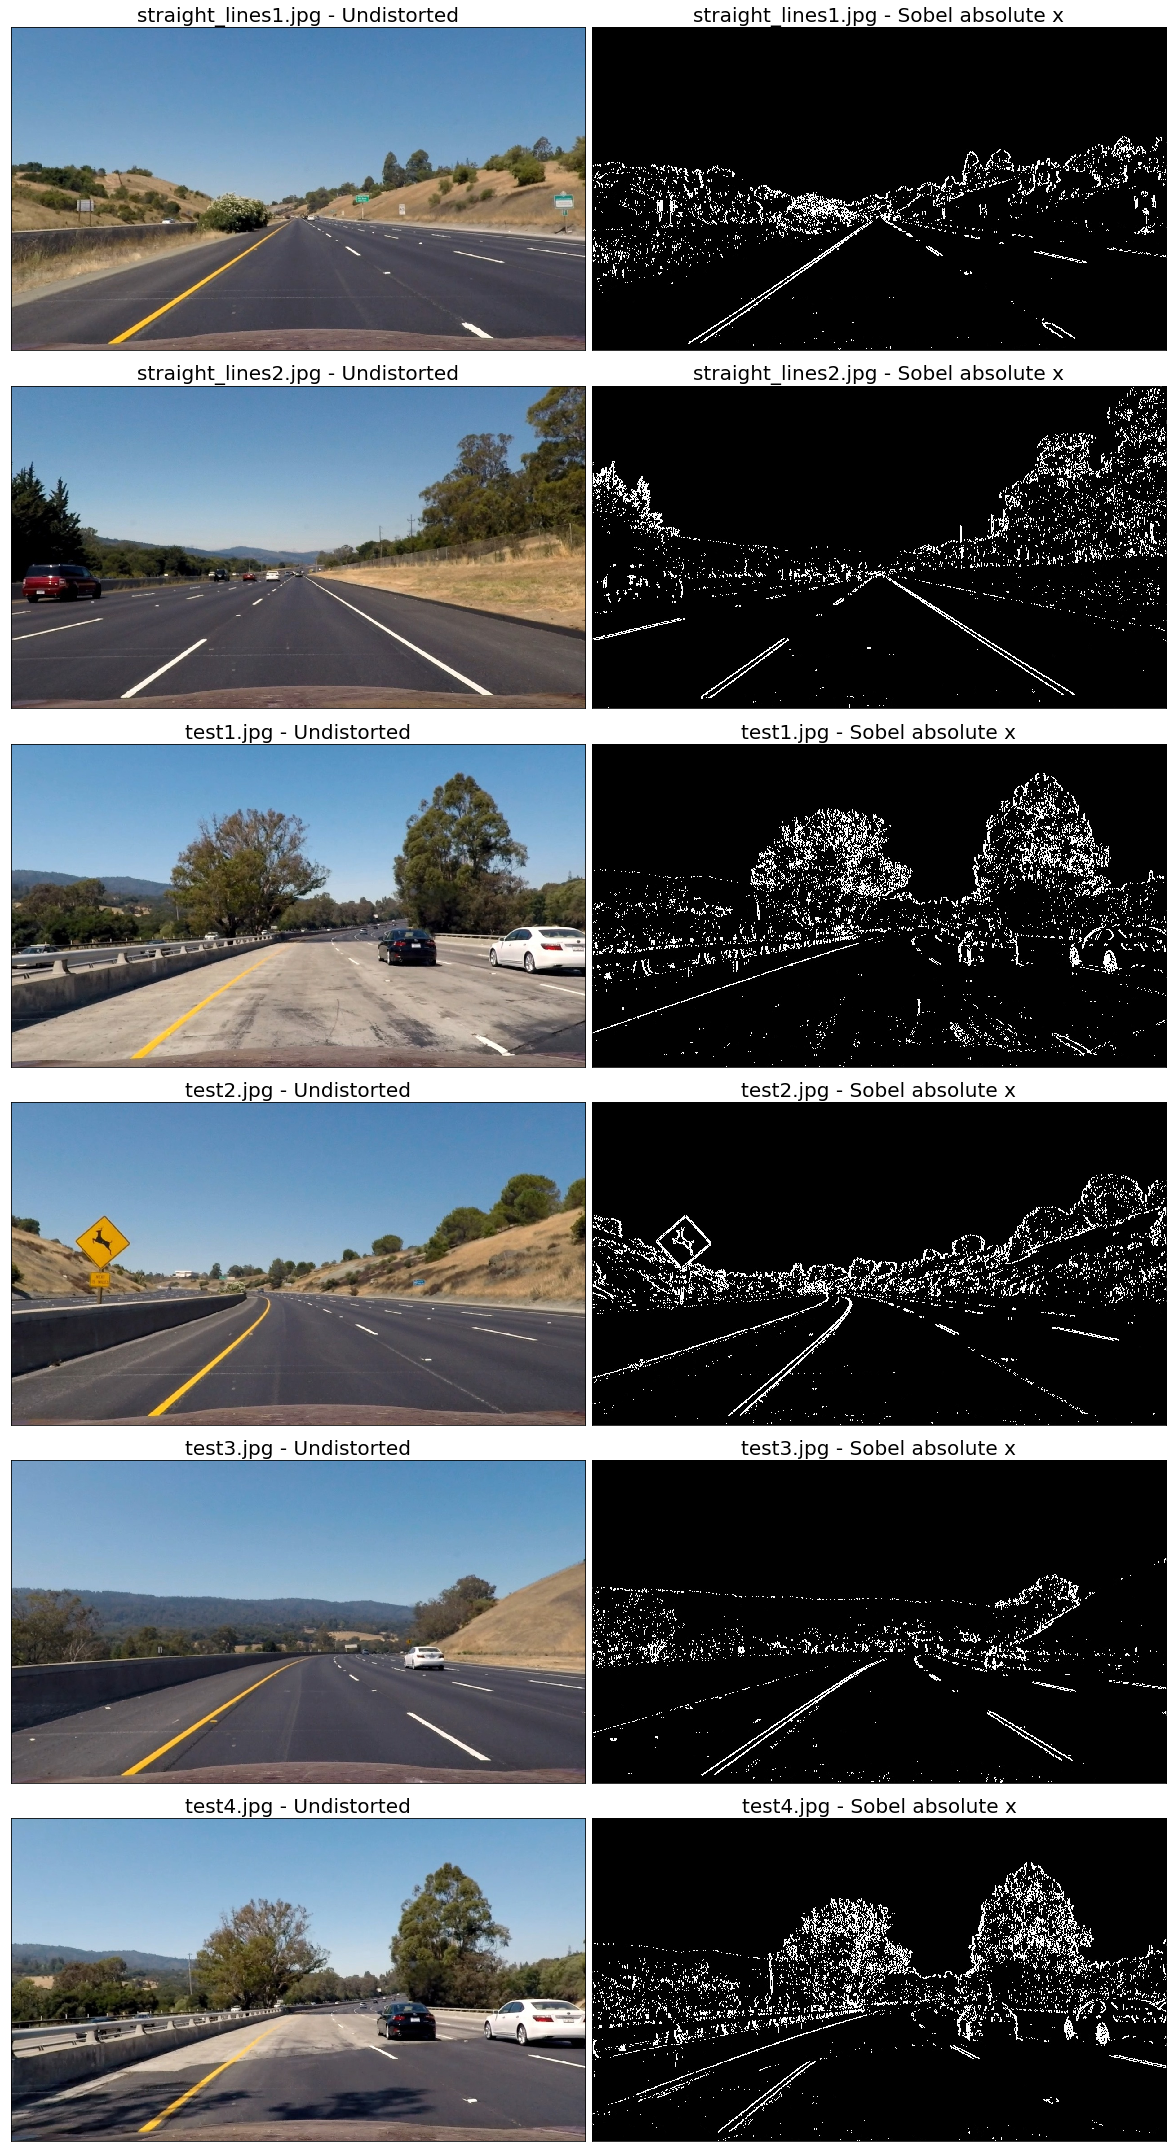 straight_lines1.jpg - Undistorted
straight_lines1.jpg - Sobel absolute x
straight_lines2.jpg - Undistorted
straight_lines2.jpg - Sobel absolute x
test1.jpg - Undistorted
test1.jpg - Sobel absolute x
test2.jpg - Undistorted
test2.jpg - Sobel absolute x
test3.jpg - Undistorted
test3.jpg - Sobel absolute x
test4.jpg - Undistorted
test4.jpg - Sobel absolute x